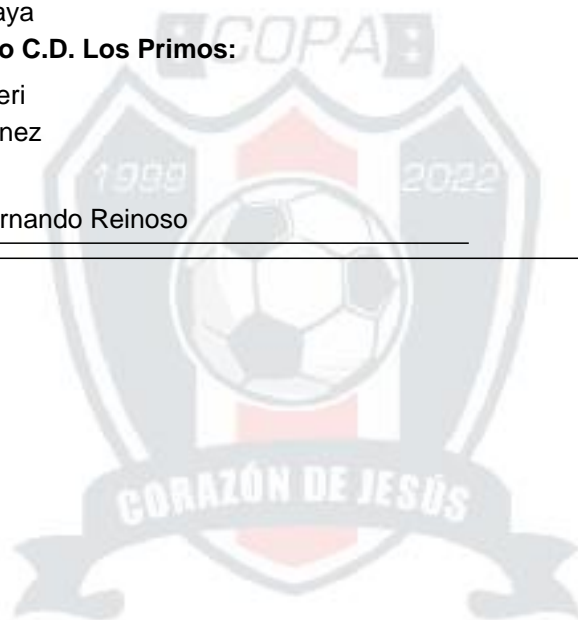 aya
COPA
o C.D. Los Primos:
eri
nez
1999 2022
rnando Reinoso
CORAZÓN DE JESÚS